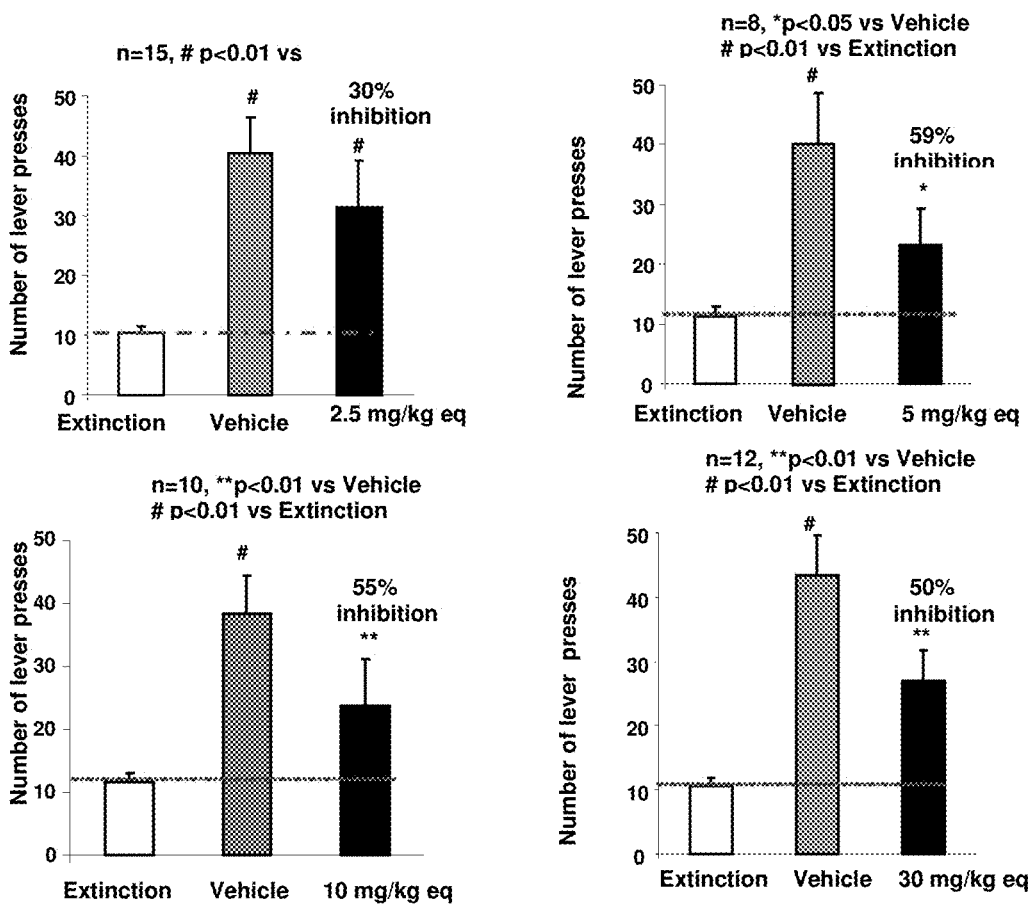 n=15, # p<0.01 vs
Number of lever presses
50
40
30
20
10
0
#
30%
inhibition
#
Extinction Vehicle 2.5 mg/kg eq
n=8, *p<0.05 vs Vehicle
# p<0.01 vs Extinction
Number of lever presses
50
40
30
20
10
0
#
59%
inhibition
*
Extinction Vehicle 5 mg/kg eq
n=10, **p<0.01 vs Vehicle
# p<0.01 vs Extinction
Number of lever presses
50
40
30
20
10
0
#
55%
inhibition
**
Extinction Vehicle 10 mg/kg eq
n=12, **p<0.01 vs Vehicle
# p<0.01 vs Extinction
Number of lever presses
50
40
30
20
10
0
#
50%
inhibition
**
Extinction Vehicle 30 mg/kg eq